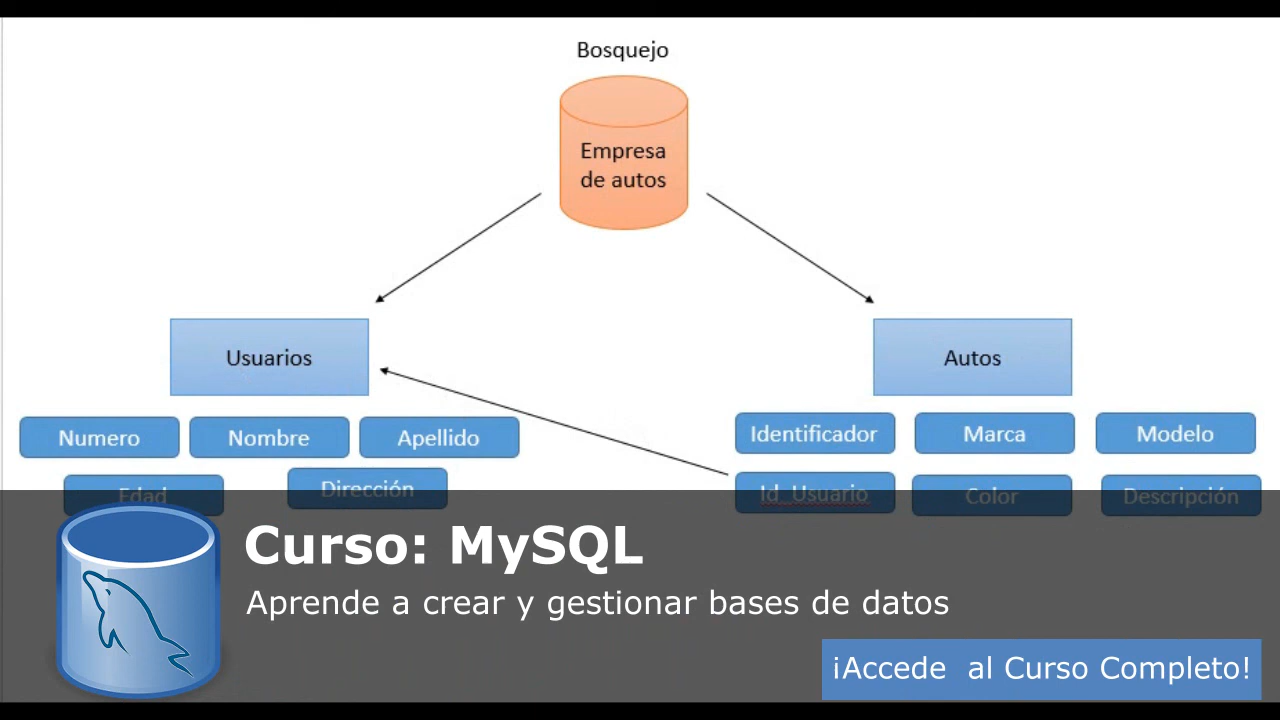 Bosquejo
Empresa
de autos
Usuarios
Autos
Numero
Nombre
Apellido
Identificador
Marca
Modelo
Edad
Dirección
Id_Usuario
Color
Descripción
Curso: MySQL
Aprende a crear y gestionar bases de datos
¡Accede al Curso Completo!